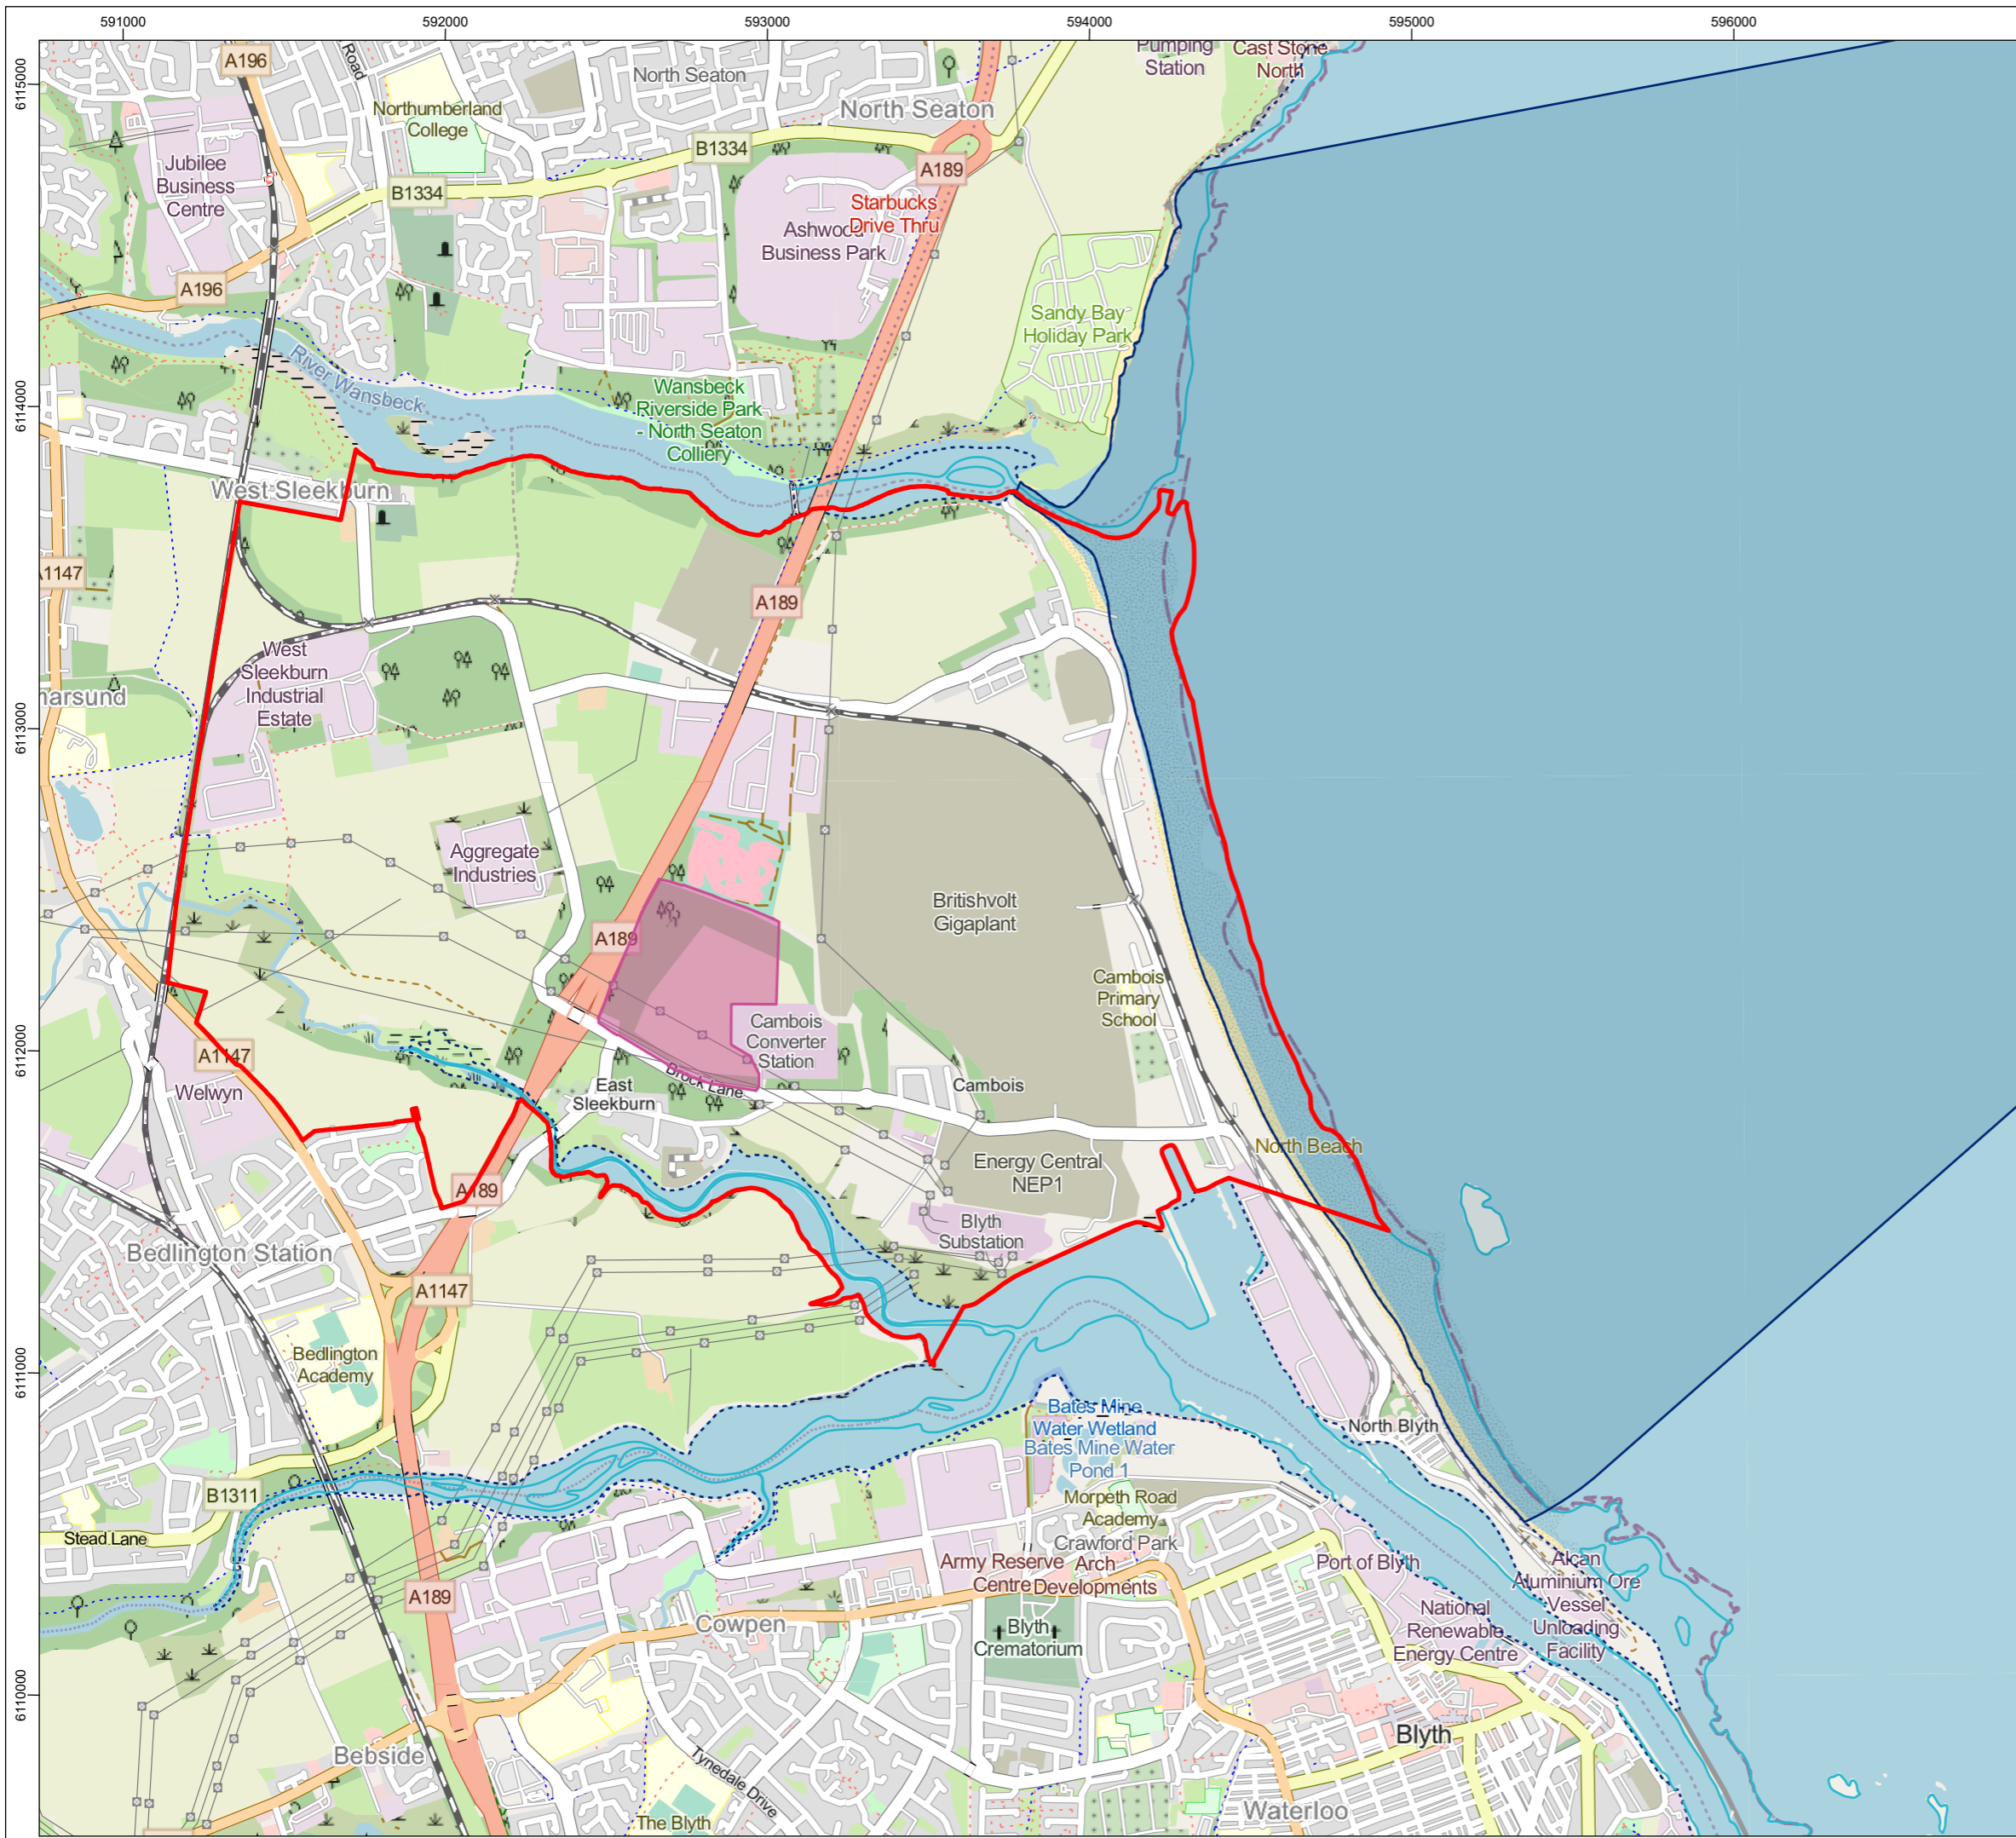 591000
592000
593000
594000
595000
596000
6115000
6114000
6113000
6112000
6111000
6110000
A196
Road
North Seaton
Pumping
Station
Cast Stone
North
Northumberland
College
North Seaton
B1334
A189
Jubilee
Business
Centre
B1334
Starbucks
Drive Thru
Ashwood
Business Park
A196
Sandy Bay
Holiday Park
River Wansbeck
Wansbeck
Riverside Park
- North Seaton
Colliery
West Sleekburn
A1147
A189
West
Sleekburn
Industrial
Estate
narsund
Aggregate
Industries
Britishvolt
Gigaplant
A189
Cambois
Primary
School
Cambois
Converter
Station
A1147
Welwyn
Brock Lane
East
Sleekburn
Cambois
North Beach
Energy Central
NEP1
A189
Blyth
Substation
Bedlington Station
A1147
Bedlington
Academy
Bates Mine
Water Wetland
Bates Mine Water
Pond 1
North Blyth
B1311
Morpeth Road
Academy
Stead Lane
Crawford Park
Army Reserve
Centre
Arch
Developments
Port of Blyth
Alcan
Aluminium Ore
Vessel
Unloading
Facility
A189
Cowpen
Blyth
Crematorium
National
Renewable
Energy Centre
Bebside
Tynedale Drive
Blyth
The Blyth
Waterloo